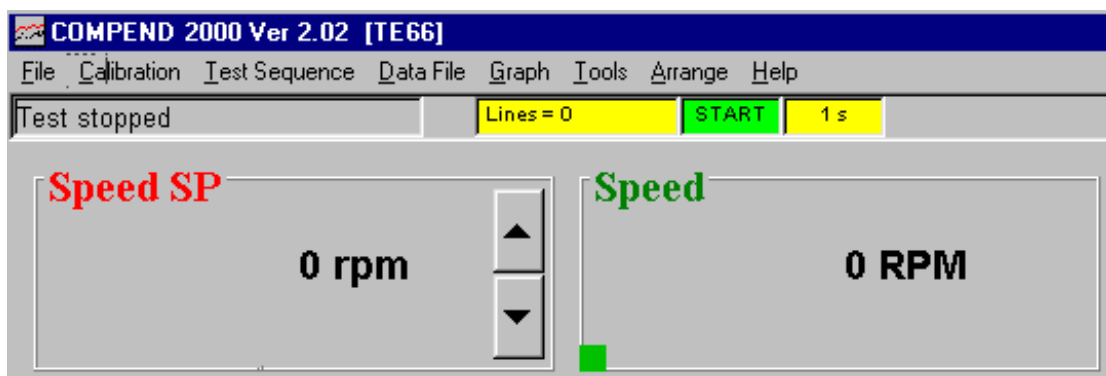 COMPEND 2000 Ver 2.02 [TE66]
File Calibration Test Sequence Data File Graph Tools Arrange Help
Test stopped Lines = 0 START 1 s
Speed SP Speed
0 rpm 0 RPM